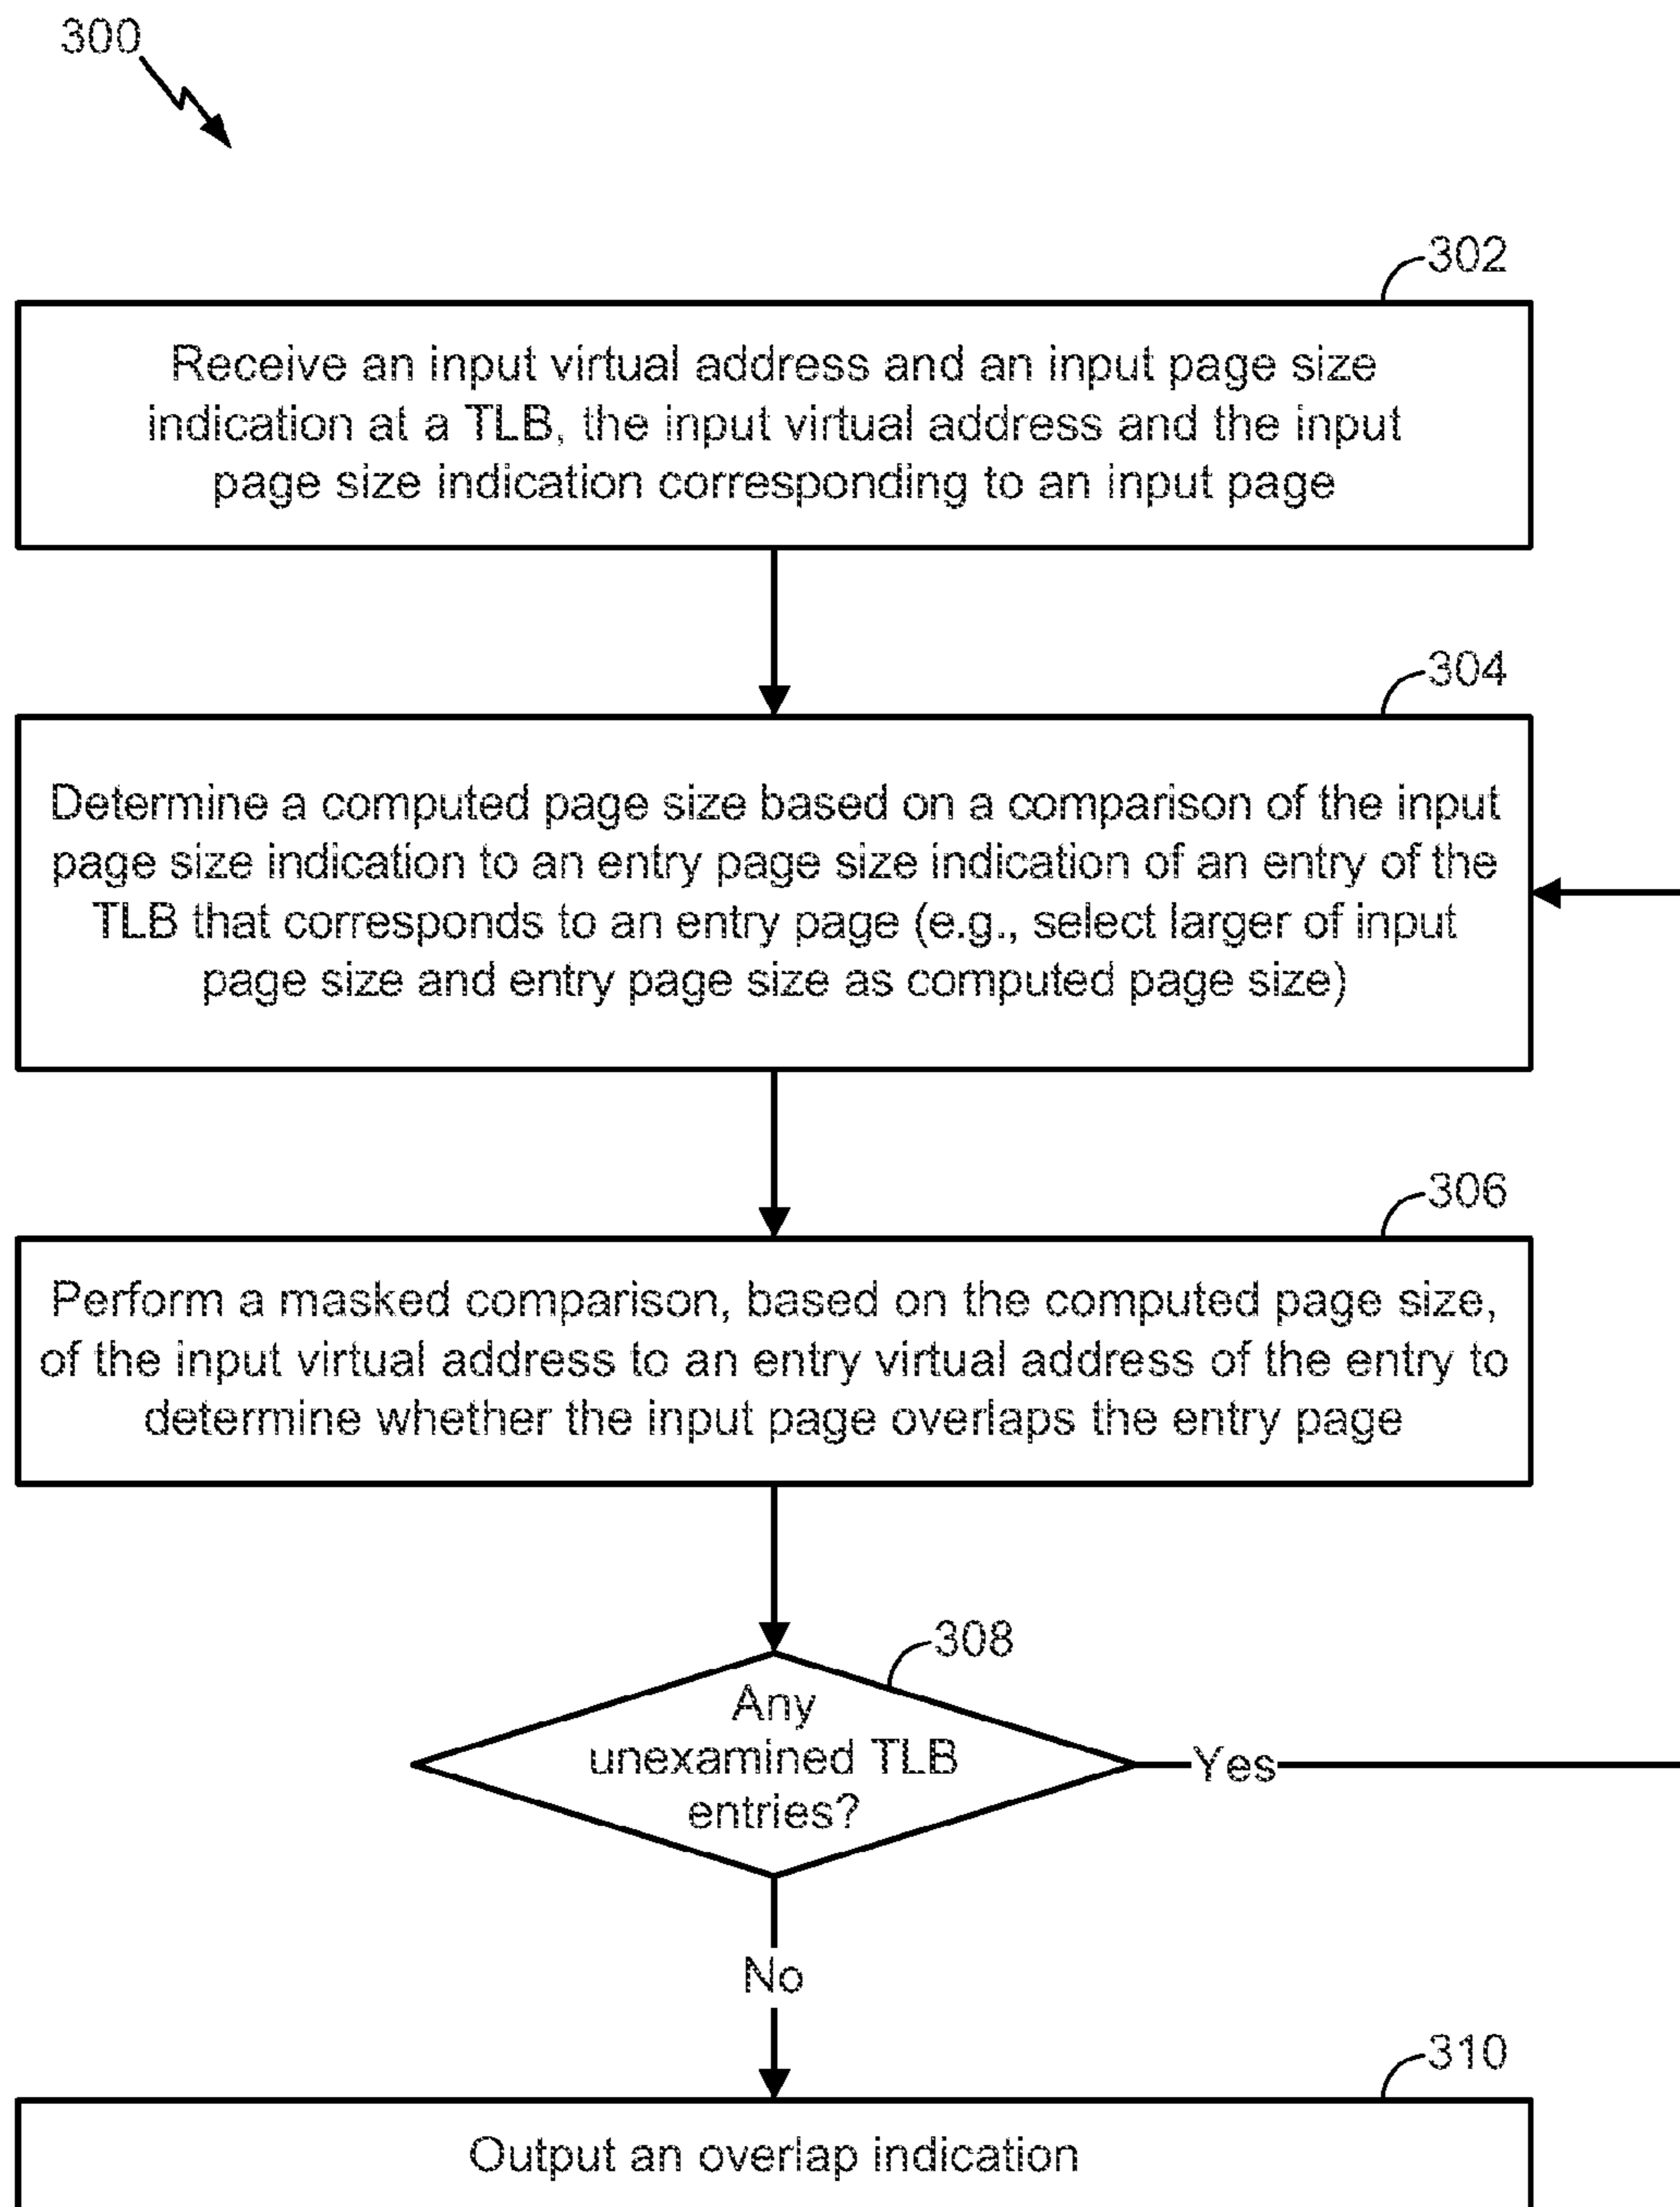 300
302
Receive an input virtual address and an input page size
indication at a TLB, the input virtual address and the input
page size indication corresponding to an input page
304
Determine a computed page size based on a comparison of the input
page size indication to an entry page size indication of an entry of the
TLB that corresponds to an entry page (e.g., select larger of input
page size and entry page size as computed page size)
306
Perform a masked comparison, based on the computed page size,
of the input virtual address to an entry virtual address of the entry to
determine whether the input page overlaps the entry page
308
Any
unexamined TLB
entries?
Yes
No
310
Output an overlap indication